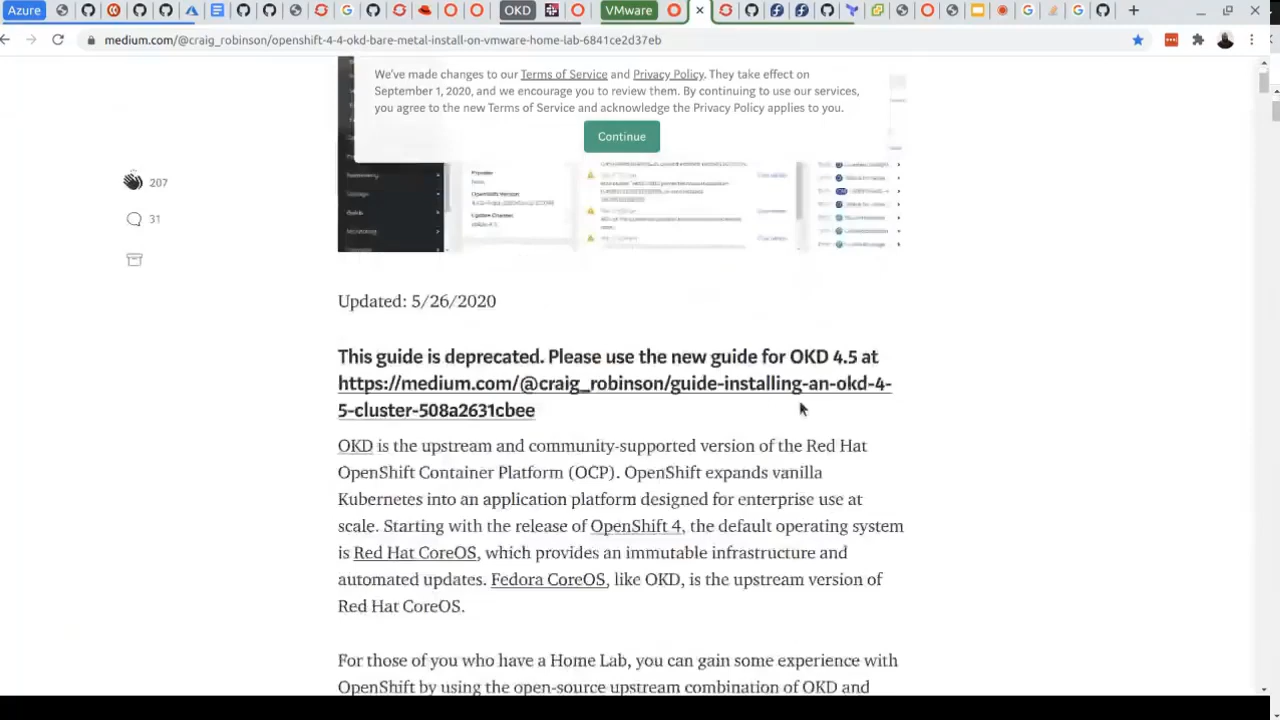 Azure
OKD
VMware
medium.com/@craig_robinson/openshift-4-4-okd-bare-metal-install-on-vmware-home-lab-6841ce2d37eb
We've made changes to our Terms of Service and Privacy Policy. They take effect on
September 1, 2020, and we encourage you to review them. By continuing to use our services,
you agree to the new Terms of Service and acknowledge the Privacy Policy applies to you.
Continue
207
31
Updated: 5/26/2020
This guide is deprecated. Please use the new guide for OKD 4.5 at
https://medium.com/@craig_robinson/guide-installing-an-okd-4-
5-cluster-508a2631cbee
OKD is the upstream and community-supported version of the Red Hat
OpenShift Container Platform (OCP). OpenShift expands vanilla
Kubernetes into an application platform designed for enterprise use at
scale. Starting with the release of OpenShift 4, the default operating system
is Red Hat CoreOS, which provides an immutable infrastructure and
automated updates. Fedora CoreOS, like OKD, is the upstream version of
Red Hat CoreOS.
For those of you who have a Home Lab, you can gain some experience with
OpenShift by using the open-source upstream combination of OKD and